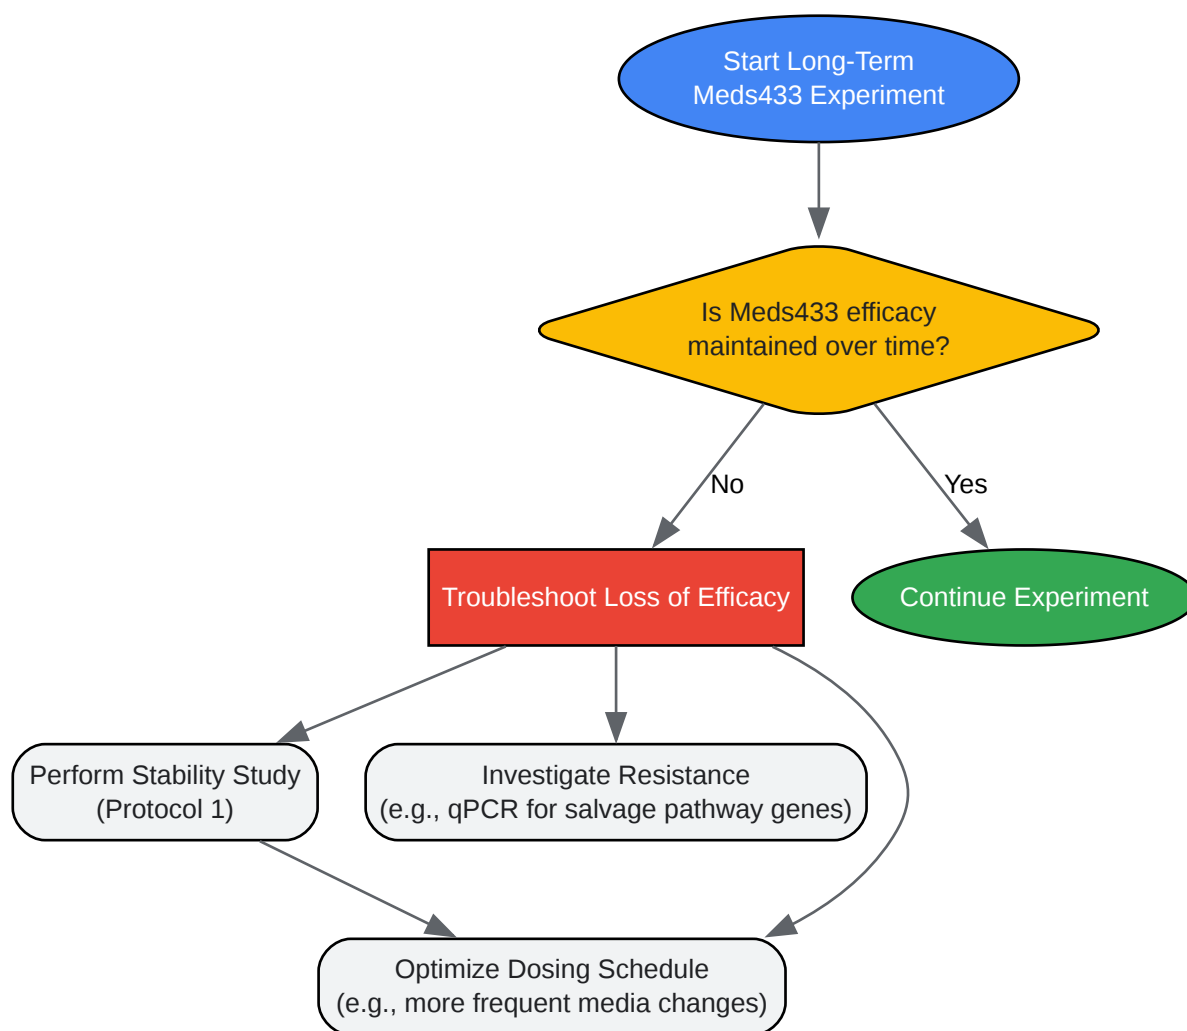 Start Long-Term
Meds433 Experiment
Is Meds433 efficacy
maintained over time?
No
Yes
Troubleshoot Loss of Efficacy
Continue Experiment
Perform Stability Study
(Protocol 1)
Investigate Resistance
(e.g., qPCR for salvage pathway genes)
Optimize Dosing Schedule
(e.g., more frequent media changes)